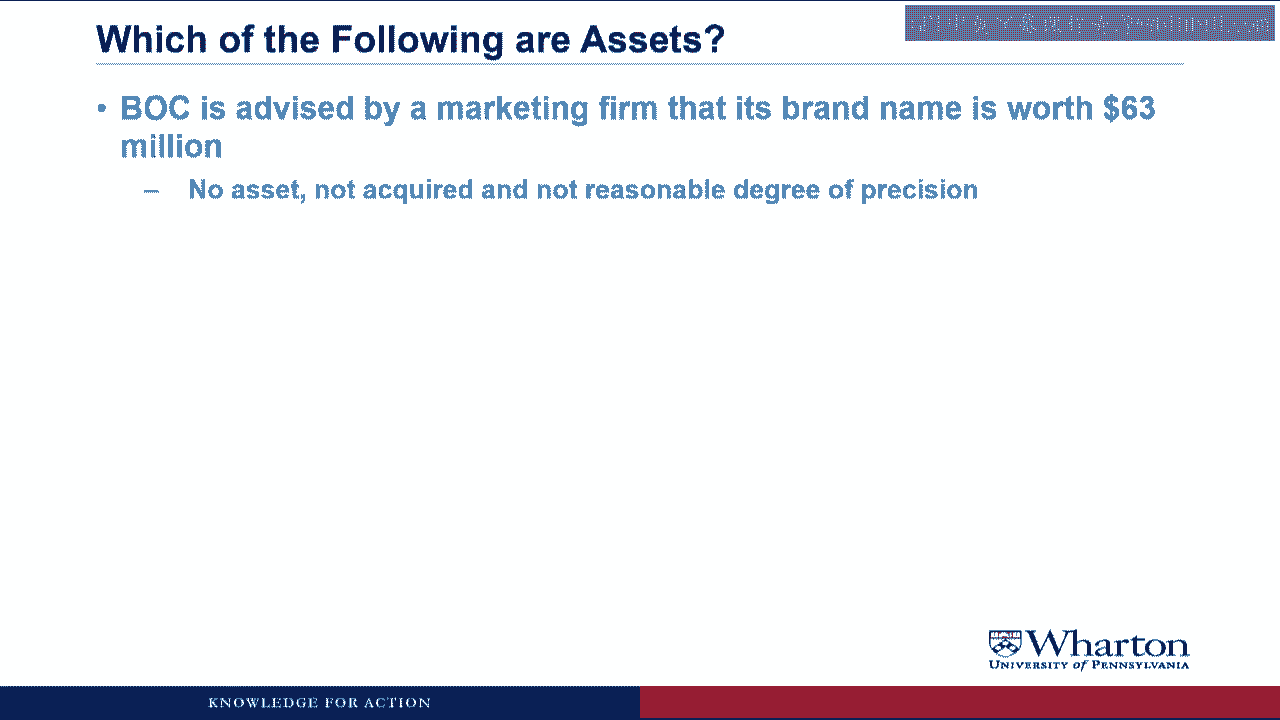 Which of the Following are Assets?
• BOC is advised by a marketing firm that its brand name is worth $63
million
– No asset, not acquired and not reasonable degree of precision
Wharton
UNIVERSITY of PENNSYLVANIA
KNOWLEDGE FOR ACTION